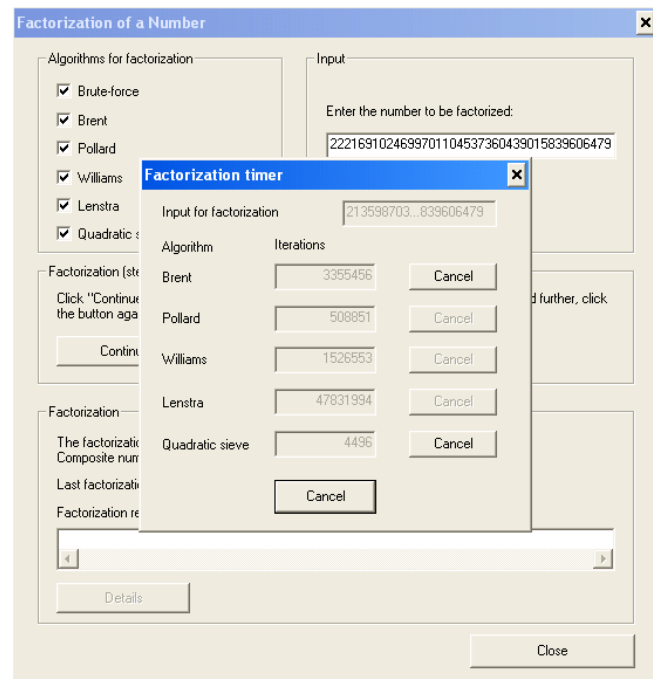 Factorization of a Number
Algorithms for factorization
Brute-force
Brent
Pollard
Williams
Lenstra
Quadratic s
Input
Enter the number to be factorized:
2221691024699701104537360439015839606479
Factorization (ste
Click "Continue
d further, click
the button aga
Continu
Factorization
The factorizatio
Composite num
Last factorizati
Factorization re
Details
Close
Factorization timer
Input for factorization 213598703...839606479
Algorithm Iterations
Brent 3355456 Cancel
Pollard 508851 Cancel
Williams 1526553 Cancel
Lenstra 47831994 Cancel
Quadratic sieve 4496 Cancel
Cancel